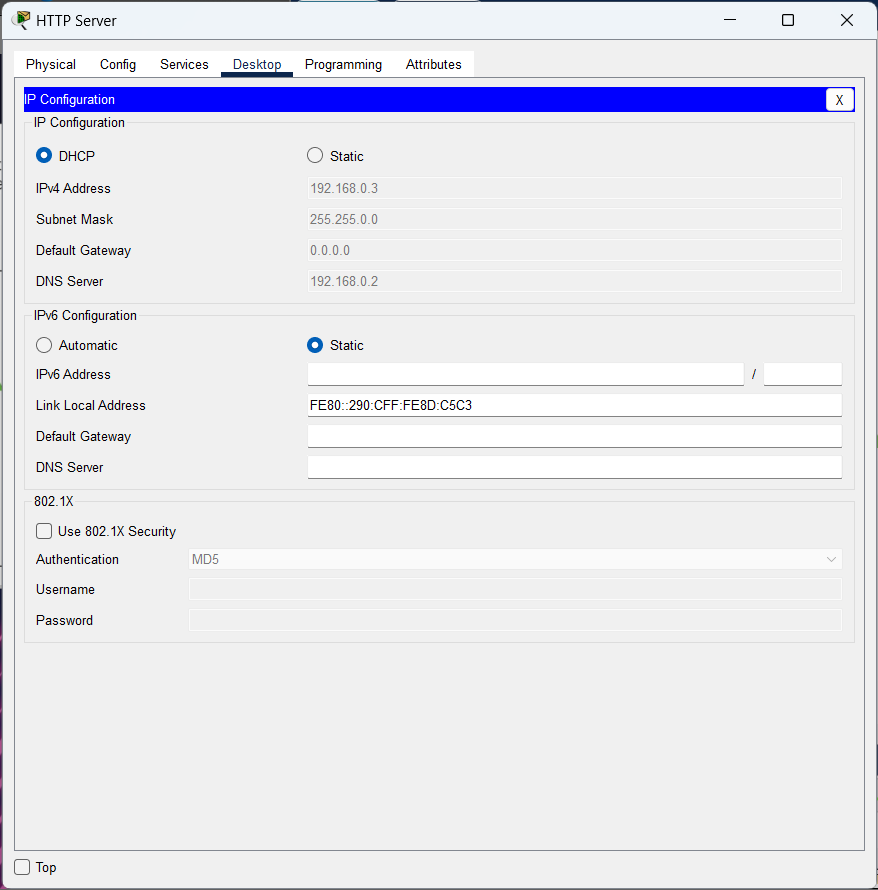 HTTP Server
Physical Config Services Desktop Programming Attributes
IP Configuration X
IP Configuration
DHCP Static
IPv4 Address 192.168.0.3
Subnet Mask 255.255.0.0
Default Gateway 0.0.0.0
DNS Server 192.168.0.2
IPv6 Configuration
Automatic Static
IPv6 Address /
Link Local Address FE80::290:CFF:FE8D:C5C3
Default Gateway
DNS Server
802.1X
Use 802.1X Security
Authentication MD5
Username
Password
Top